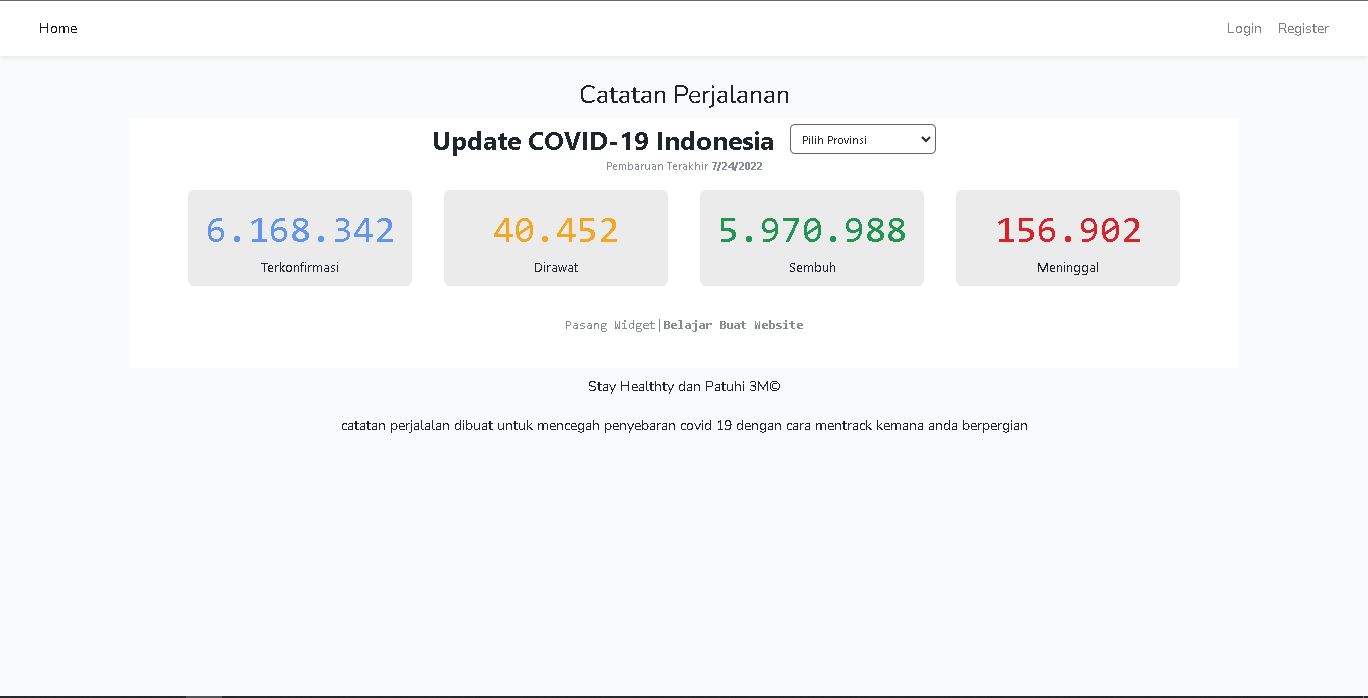 Home Login Register
Catatan Perjalanan
Update COVID-19 Indonesia Pilih Provinsi
Pembaruan Terakhir 7/24/2022
6.168.342 40.452 5.970.988 156.902
Terkonfirmasi Dirawat Sembuh Meninggal
Pasang Widget|Belajar Buat Website
Stay Healthty dan Patuhi 3M©
catatan perjalalan dibuat untuk mencegah penyebaran covid 19 dengan cara mentrack kemana anda berpergian